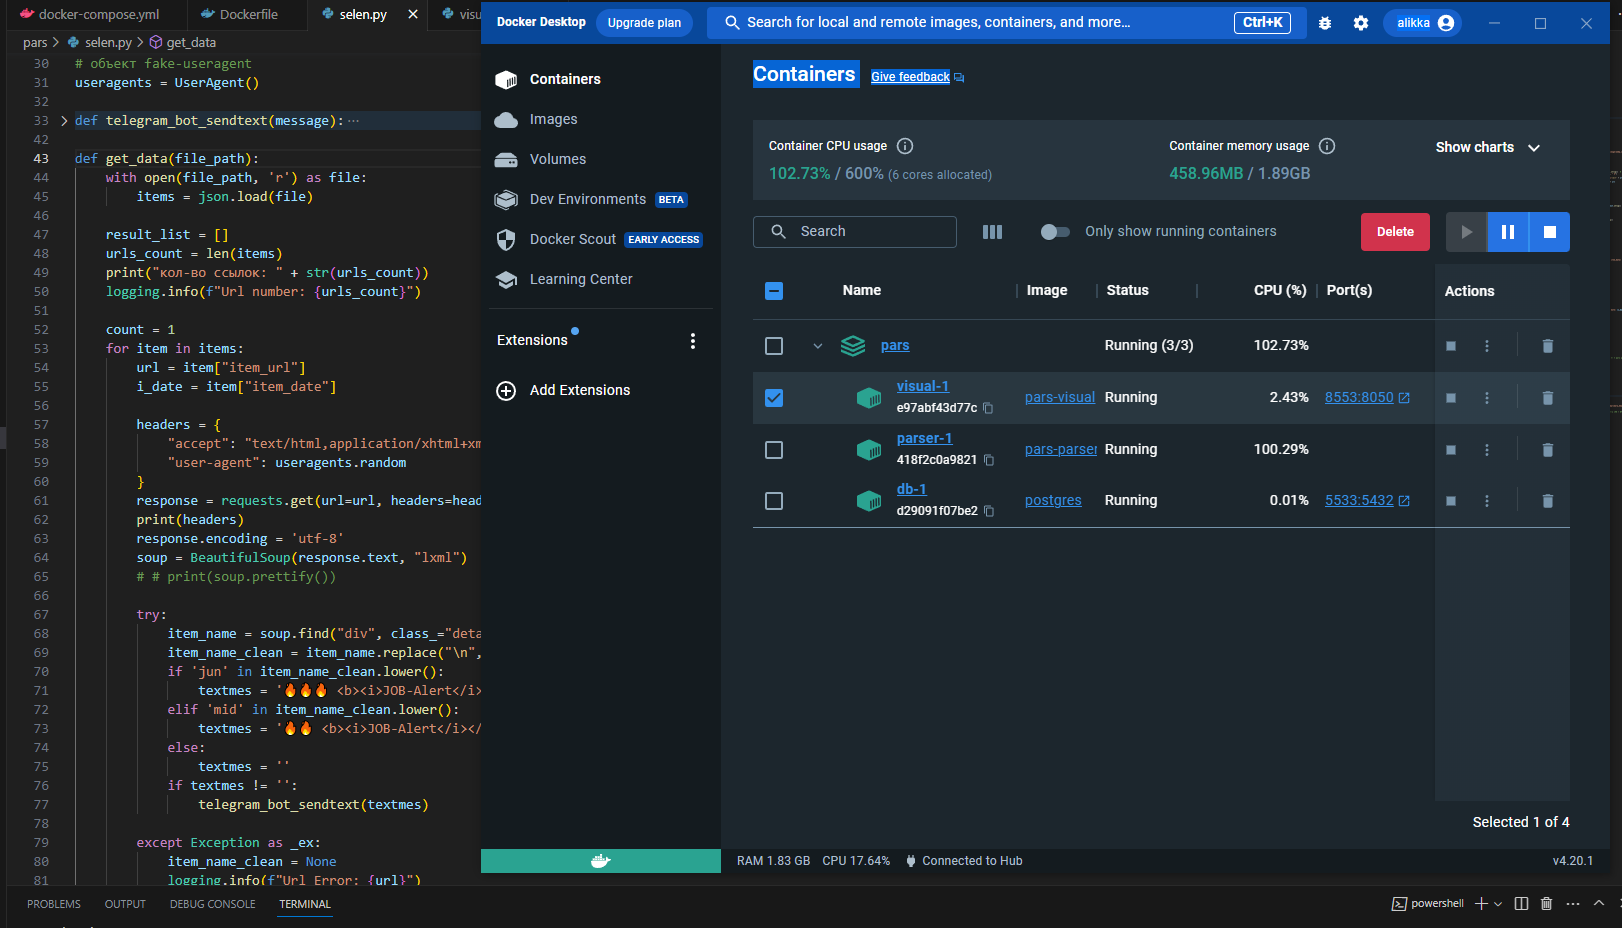 docker-compose.yml
Dockerfile
selen.py
pars > selen.py > get_data
30 # объект fake-useragent
31 useragents = UserAgent()
32
33 def telegram_bot_sendtext(message): ...
42
43 def get_data(file_path):
44 with open(file_path, 'r') as file:
45 items = json.load(file)
46
47 result_list = []
48 urls_count = len(items)
49 print("кол-во ссылок: " + str(urls_count))
50 logging.info(f"Url number: {urls_count}")
51
52 count = 1
53 for item in items:
54 url = item["item_url"]
55 i_date = item["item_date"]
56
57 headers = {
58 "accept": "text/html,application/xhtml+xm
59 "user-agent": useragents.random
60 }
61 response = requests.get(url=url, headers=head
62 print(headers)
63 response.encoding = 'utf-8'
64 soup = BeautifulSoup(response.text, "lxml")
65 # # print(soup.prettify())
66
67 try:
68 item_name = soup.find("div", class_="deta
69 item_name_clean = item_name.replace("\n",
70 if 'jun' in item_name_clean.lower():
71 textmes = '🔥🔥🔥 <b><i>JOB-Alert</i>
72 elif 'mid' in item_name_clean.lower():
73 textmes = '🔥🔥 <b><i>JOB-Alert</i></
74 else:
75 textmes = ''
76 if textmes != '':
77 telegram_bot_sendtext(textmes)
78
79 except Exception as _ex:
80 item_name_clean = None
81 logging.info(f"Url Error: {url}")
PROBLEMS OUTPUT DEBUG CONSOLE TERMINAL
powershell
Docker Desktop
Upgrade plan
Search for local and remote images, containers, and more...
Ctrl+K
alikka
Containers
Images
Volumes
Dev Environments BETA
Docker Scout EARLY ACCESS
Learning Center
Extensions
Add Extensions
Containers Give feedback
Container CPU usage
102.73% / 600% (6 cores allocated)
Container memory usage
458.96MB / 1.89GB
Show charts
Search
Only show running containers
Delete
Name Image Status CPU (%) Port(s) Actions
pars Running (3/3) 102.73%
visual-1
e97abf43d77c
pars-visual Running 2.43% 8553:8050
parser-1
418f2c0a9821
pars-parser Running 100.29%
db-1
d29091f07be2
postgres Running 0.01% 5533:5432
Selected 1 of 4
RAM 1.83 GB CPU 17.64% Connected to Hub
v4.20.1